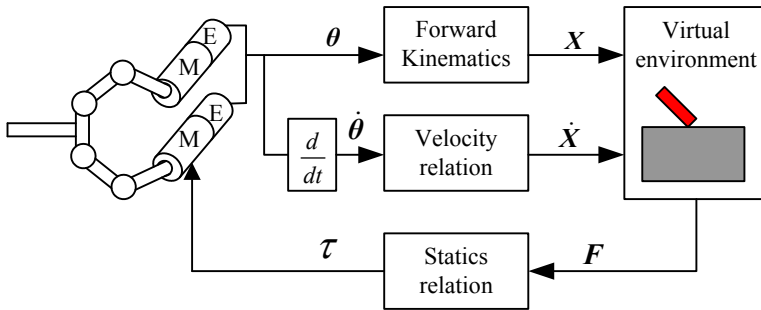 E
M
E
M
θ
Forward
Kinematics
X
Virtual
environment
d
dt
θ̇
Velocity
relation
Ẋ
τ
Statics
relation
F